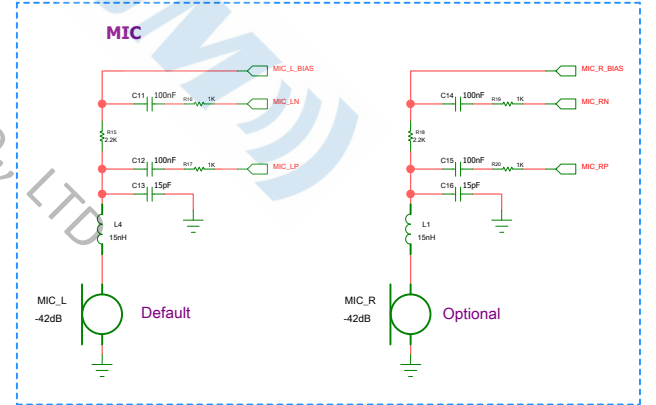 MIC
MIC_L_BIAS
C11 100nF R16 1K MIC_LN
R15
2.2K
C12 100nF R17 1K MIC_LP
C13 15pF
L4
15nH
MIC_L
-42dB
Default
MIC_R_BIAS
C14 100nF R19 1K MIC_RN
R18
2.2K
C15 100nF R20 1K MIC_RP
C16 15pF
L1
15nH
MIC_R
-42dB
Optional
LTD